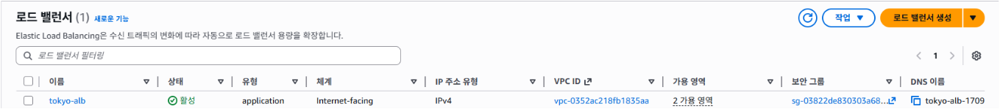 로드 밸런서 (1) 새로운 기능
작업
로드 밸런서 생성
Elastic Load Balancing은 수신 트래픽의 변화에 따라 자동으로 로드 밸런서 용량을 확장합니다.
로드 밸런서 필터링
1
이름 상태 유형 체계 IP 주소 유형 VPC ID 가용 영역 보안 그룹 DNS 이름
tokyo-alb 활성 application Internet-facing IPv4 vpc-0352ac218fb1835aa 2 가용 영역 sg-03822de830303a68... tokyo-alb-1709